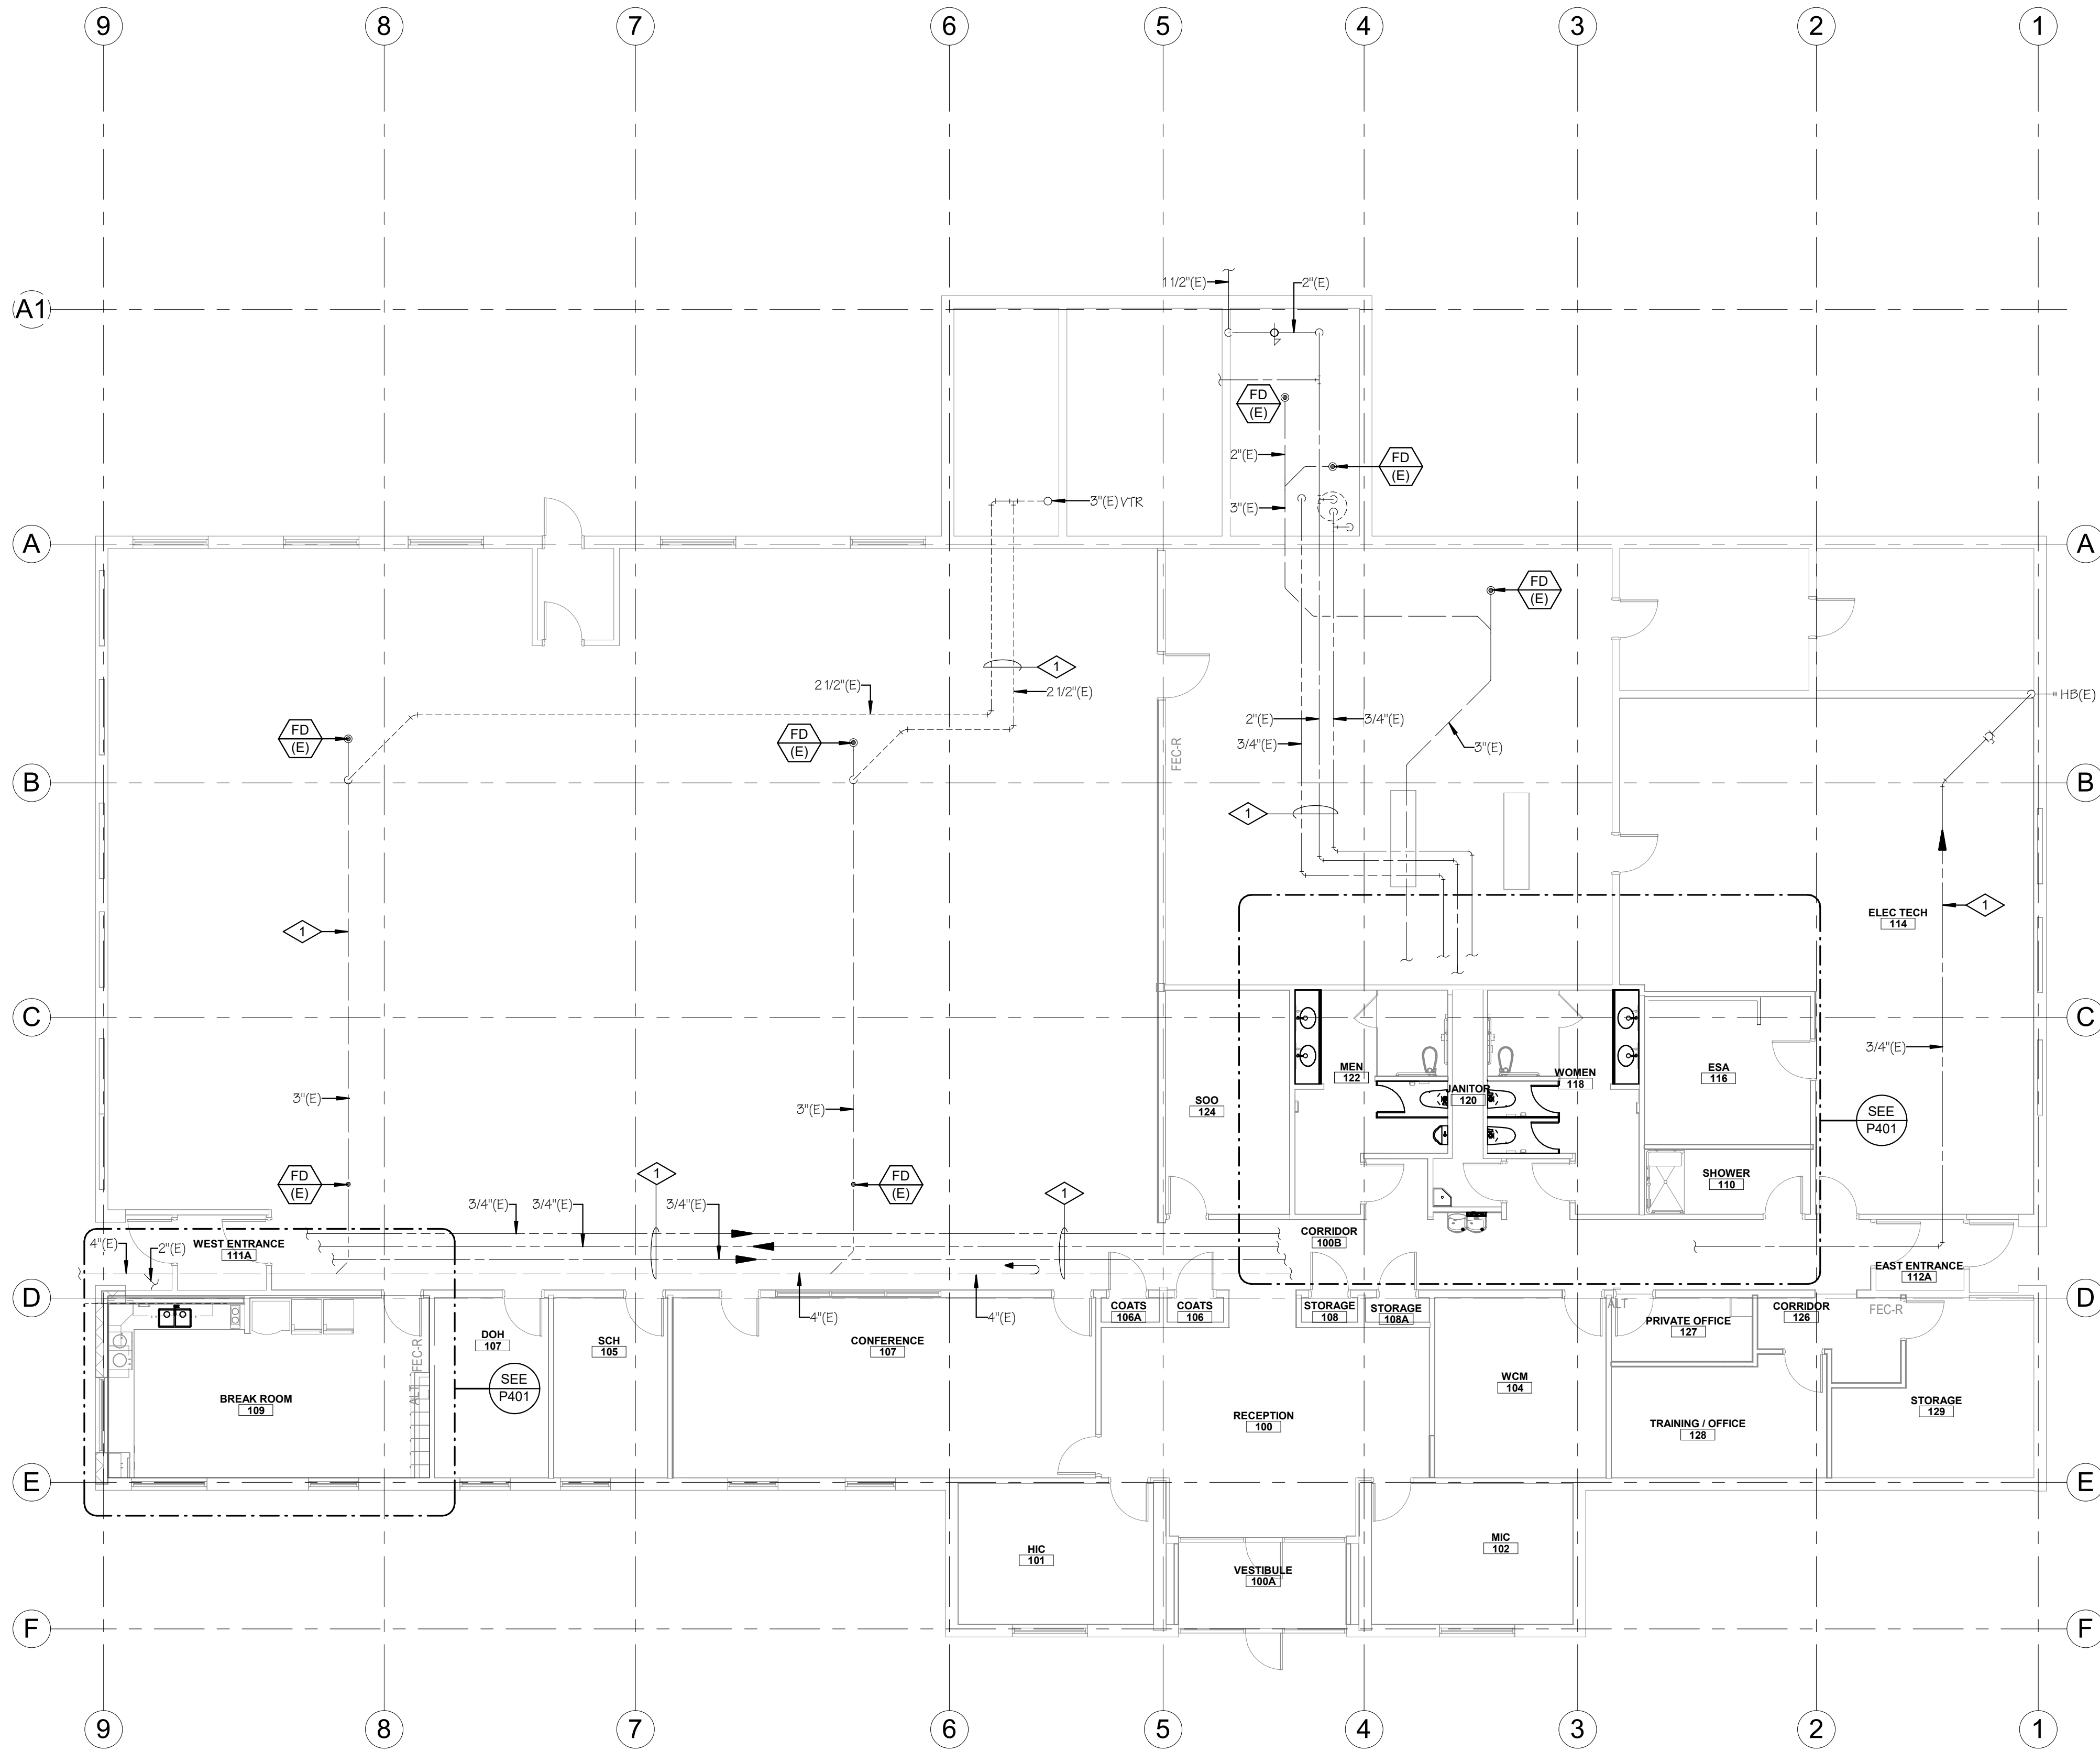 9 8 7 6 5 4 3 2 1
1 1/2"(E)
2"(E)
A1
FD
(E)
2"(E)
FD
(E)
3"(E) VTR
3"(E)
A
A
FD
(E)
1
2 1/2"(E)
2 1/2"(E)
HB(E)
FD
(E)
FD
(E)
2"(E)
3/4"(E)
3/4"(E)
3"(E)
FEC-R
B
B
1
1
1
ELEC TECH
114
C
C
3/4"(E)
MEN
122
WOMEN
118
ESA
116
JANITOR
120
3"(E)
3"(E)
SOO
124
SEE
P401
FD
(E)
1
FD
(E)
1
SHOWER
110
3/4"(E)
3/4"(E)
3/4"(E)
4"(E)
2"(E)
WEST ENTRANCE
111A
CORRIDOR
100B
EAST ENTRANCE
112A
D
D
4"(E)
4"(E)
COATS
106A
COATS
106
STORAGE
108
STORAGE
108A
ALT
CORRIDOR
126
FEC-R
PRIVATE OFFICE
127
DOH
107
SCH
105
CONFERENCE
107
FEC-R
ALT
SEE
P401
BREAK ROOM
109
WCM
104
RECEPTION
100
TRAINING / OFFICE
128
STORAGE
129
E
E
HIC
101
MIC
102
VESTIBULE
100A
F
F
9 8 7 6 5 4 3 2 1